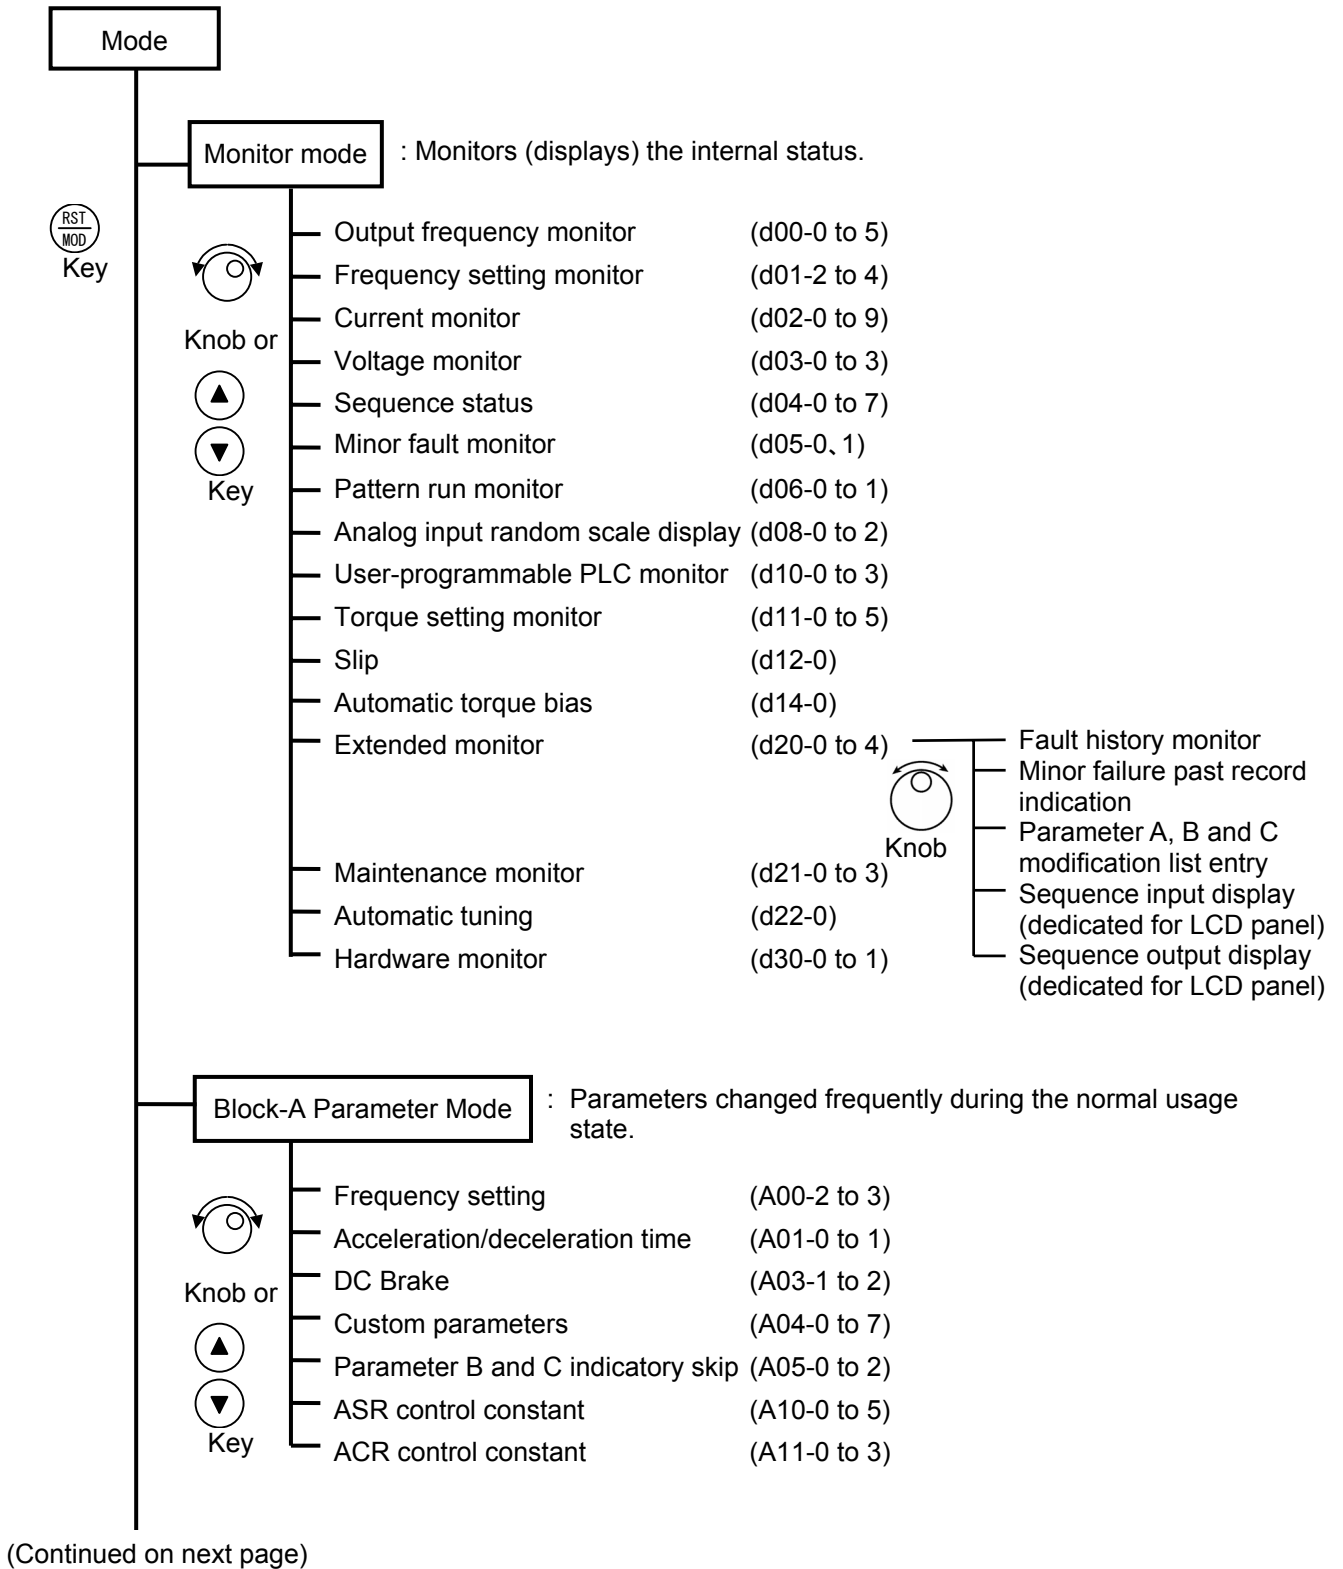 Mode
Monitor mode
: Monitors (displays) the internal status.
RST
MOD
Key
Knob or
Key
Output frequency monitor (d00-0 to 5)
Frequency setting monitor (d01-2 to 4)
Current monitor (d02-0 to 9)
Voltage monitor (d03-0 to 3)
Sequence status (d04-0 to 7)
Minor fault monitor (d05-0、1)
Pattern run monitor (d06-0 to 1)
Analog input random scale display (d08-0 to 2)
User-programmable PLC monitor (d10-0 to 3)
Torque setting monitor (d11-0 to 5)
Slip (d12-0)
Automatic torque bias (d14-0)
Extended monitor (d20-0 to 4)
Knob
Fault history monitor
Minor failure past record
indication
Parameter A, B and C
modification list entry
Sequence input display
(dedicated for LCD panel)
Sequence output display
(dedicated for LCD panel)
Maintenance monitor (d21-0 to 3)
Automatic tuning (d22-0)
Hardware monitor (d30-0 to 1)
Block-A Parameter Mode
: Parameters changed frequently during the normal usage
state.
Knob or
Key
Frequency setting (A00-2 to 3)
Acceleration/deceleration time (A01-0 to 1)
DC Brake (A03-1 to 2)
Custom parameters (A04-0 to 7)
Parameter B and C indicatory skip (A05-0 to 2)
ASR control constant (A10-0 to 5)
ACR control constant (A11-0 to 3)
(Continued on next page)